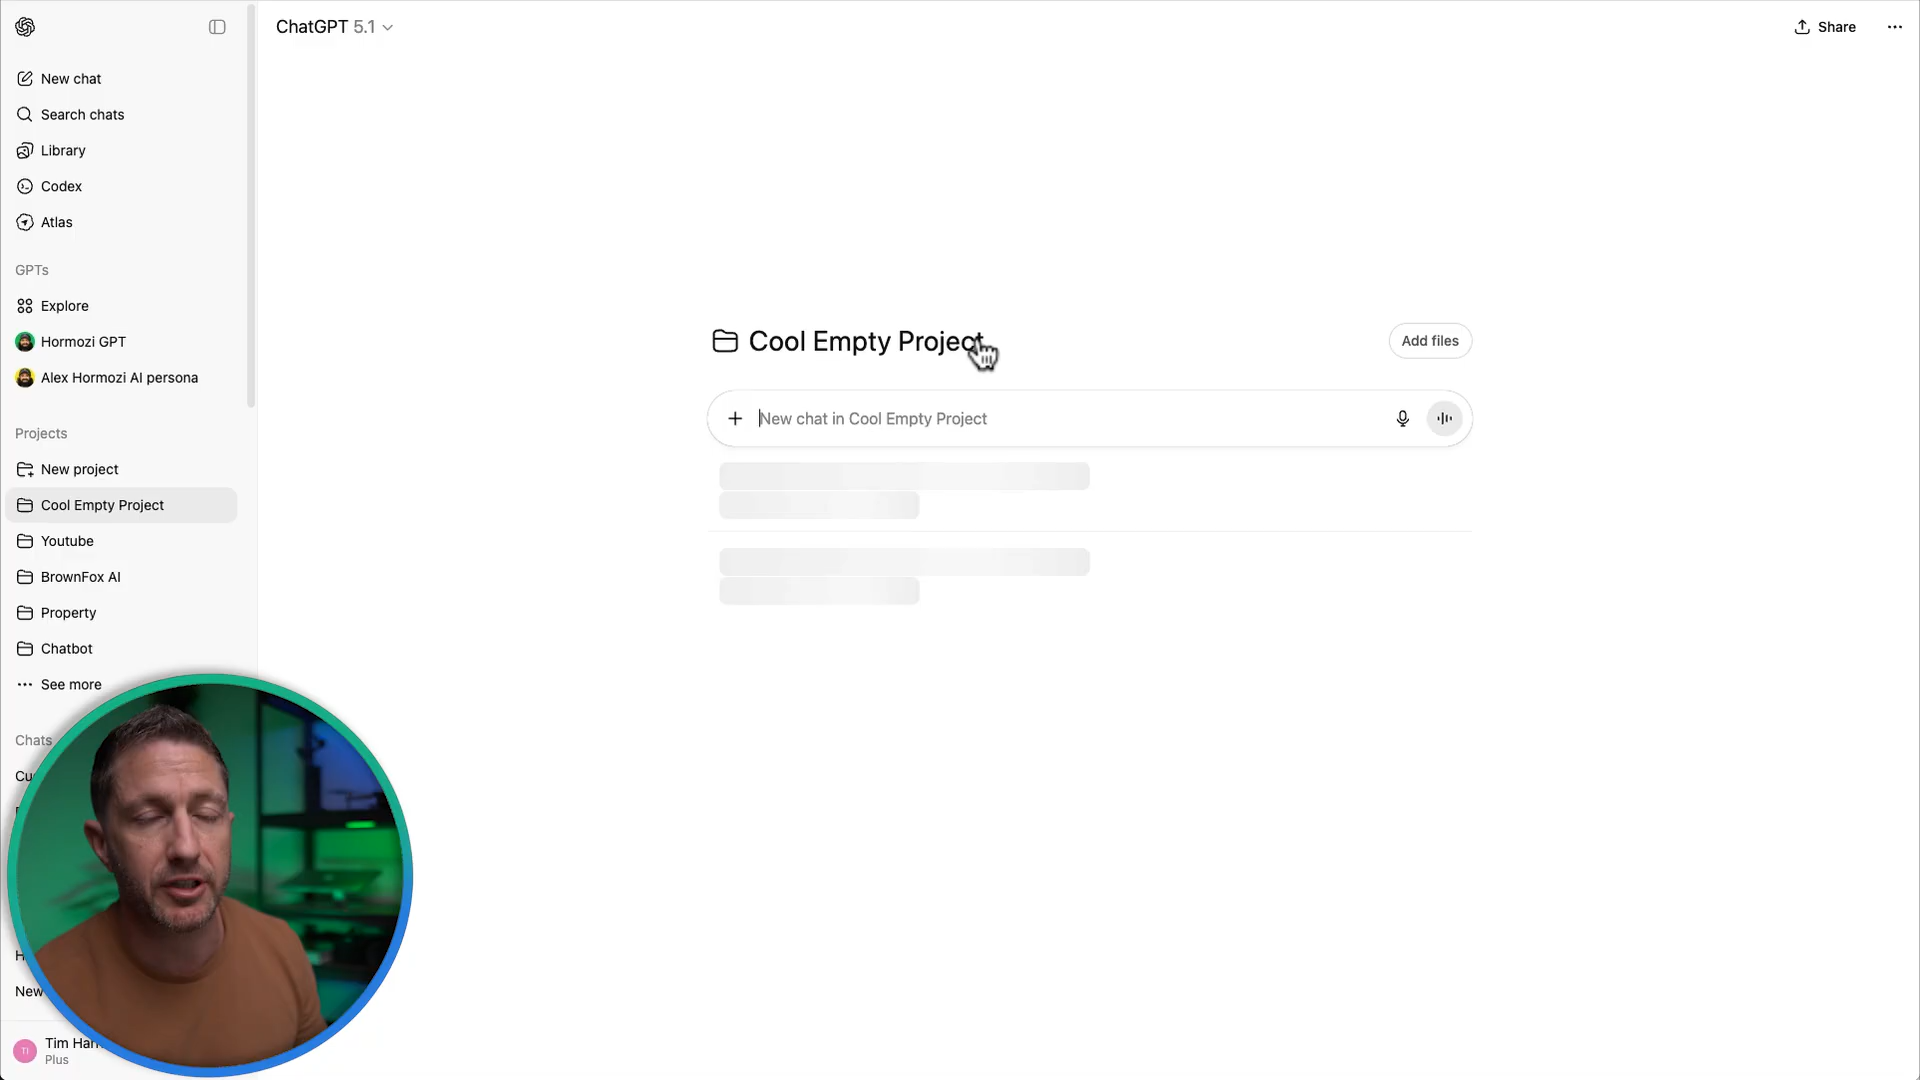 ChatGPT 5.1
Share
New chat
Search chats
Library
Codex
Atlas
GPTs
Explore
Hormozi GPT
Alex Hormozi AI persona
Projects
New project
Cool Empty Project
Youtube
BrownFox AI
Property
Chatbot
See more
Chats
New
Tim
Plus
Cool Empty Project
Add files
New chat in Cool Empty Project